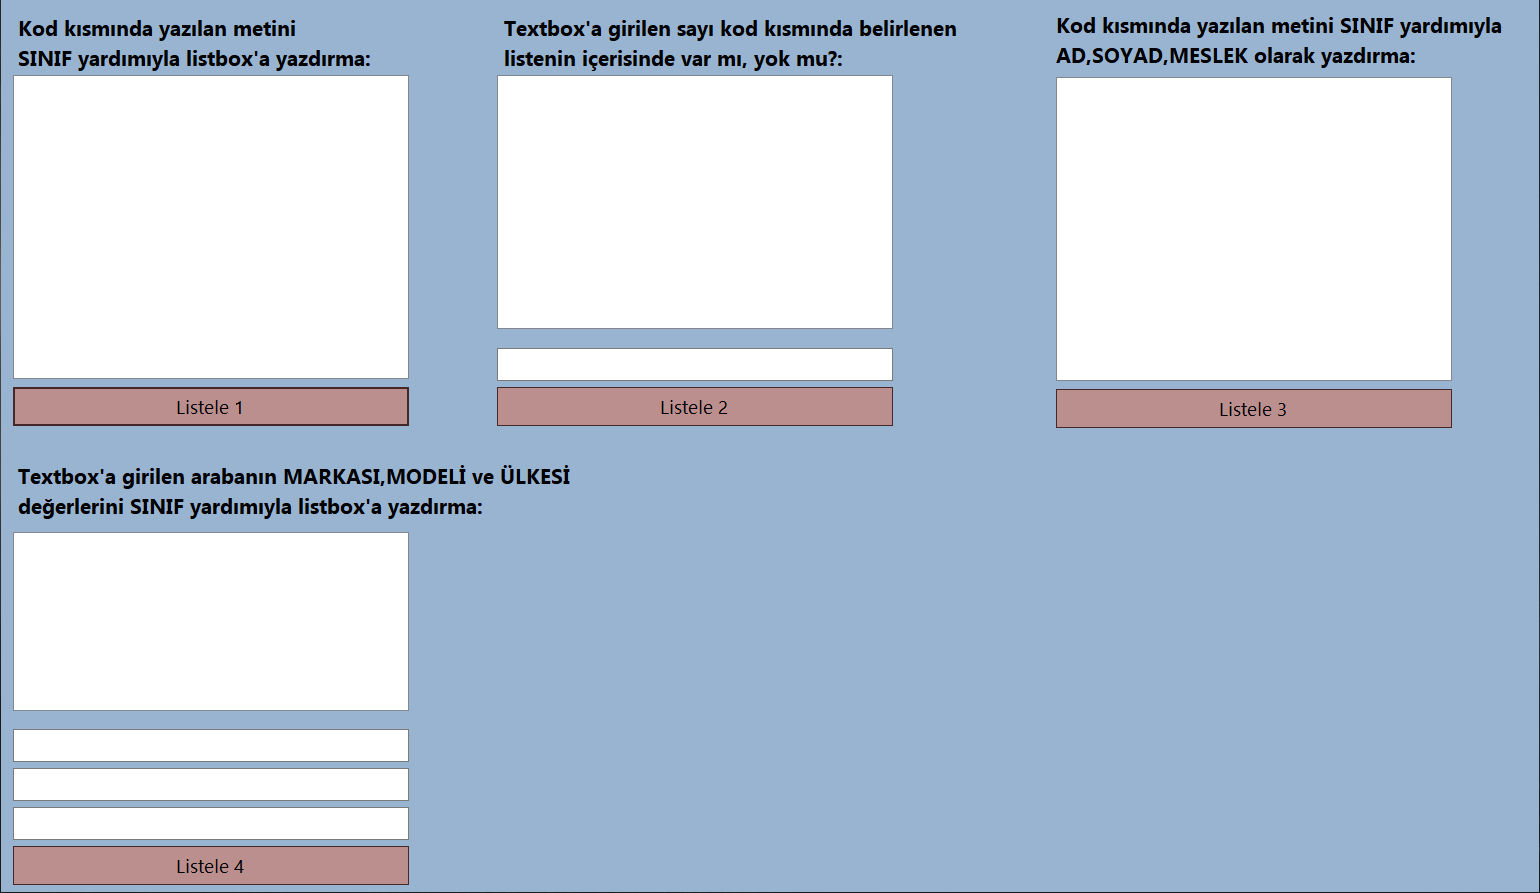 Kod kısmında yazılan metini
SINIF yardımıyla listbox'a yazdırma:
Listele 1
Textbox'a girilen sayı kod kısmında belirlenen
listenin içerisinde var mı, yok mu?:
Listele 2
Kod kısmında yazılan metini SINIF yardımıyla
AD,SOYAD,MESLEK olarak yazdırma:
Listele 3
Textbox'a girilen arabanın MARKASI,MODELİ ve ÜLKESİ
değerlerini SINIF yardımıyla listbox'a yazdırma:
Listele 4